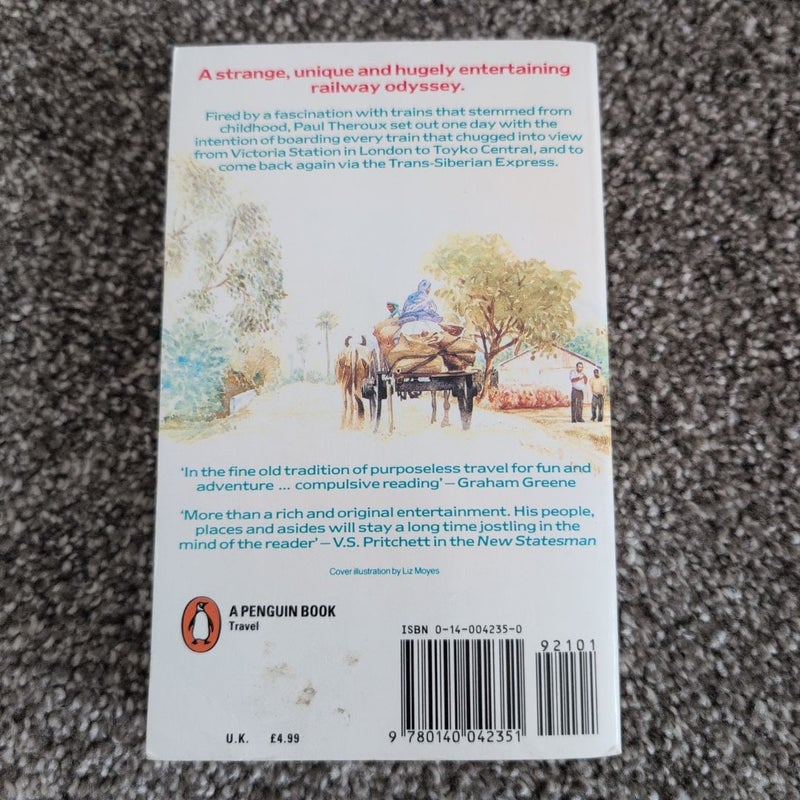 A strange, unique and hugely entertaining
railway odyssey.
Fired by a fascination with trains that stemmed from
childhood, Paul Theroux set out one day with the
intention of boarding every train that chugged into view
from Victoria Station in London to Toyko Central, and to
come back again via the Trans-Siberian Express.
‘In the fine old tradition of purposeless travel for fun and
adventure ... compulsive reading’ – Graham Greene
‘More than a rich and original entertainment. His people,
places and asides will stay a long time jostling in the
mind of the reader’ – V.S. Pritchett in the New Statesman
Cover illustration by Liz Moyes
A PENGUIN BOOK
Travel
ISBN 0-14-004235-0
92101
9 780140 042351
U.K. £4.99